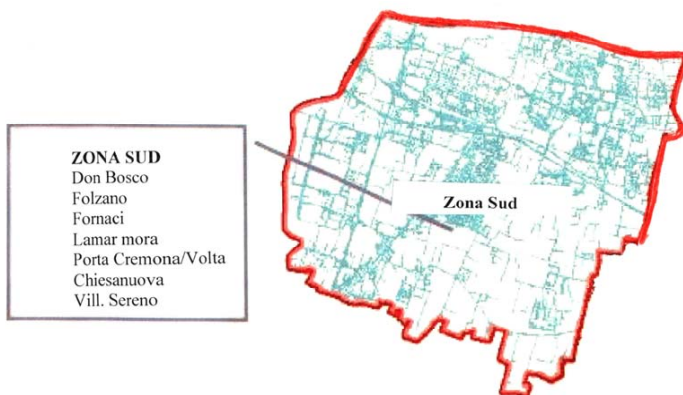 ZONA SUD
Don Bosco
Folzano
Fornaci
Lamar mora
Porta Cremona/Volta
Chiesanuova
Vill. Sereno
Zona Sud